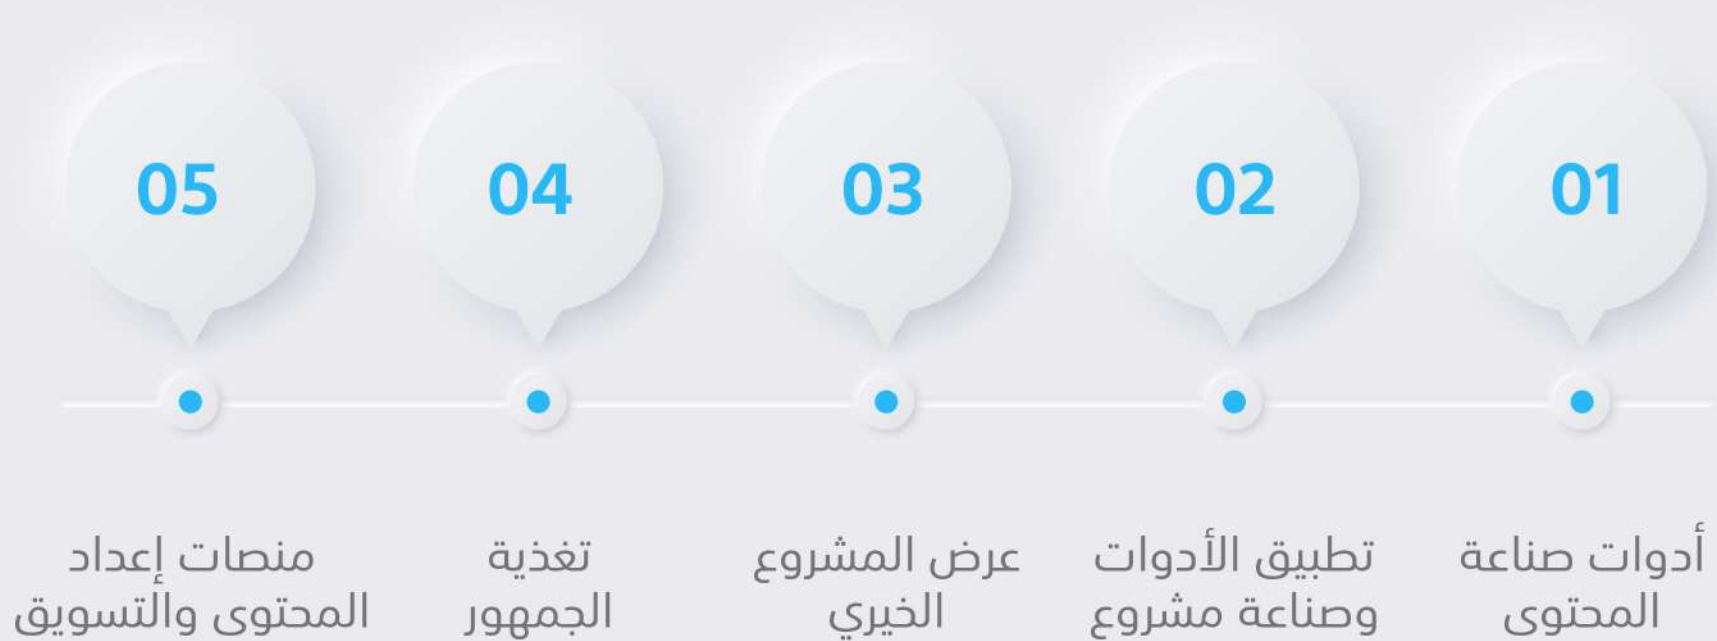 01
أدوات صناعة
المحتوى
02
تطبيق الأدوات
وصناعة مشروع
03
عرض المشروع
الخيري
04
تغذية
الجمهور
05
منصات إعداد
المحتوى والتسويق